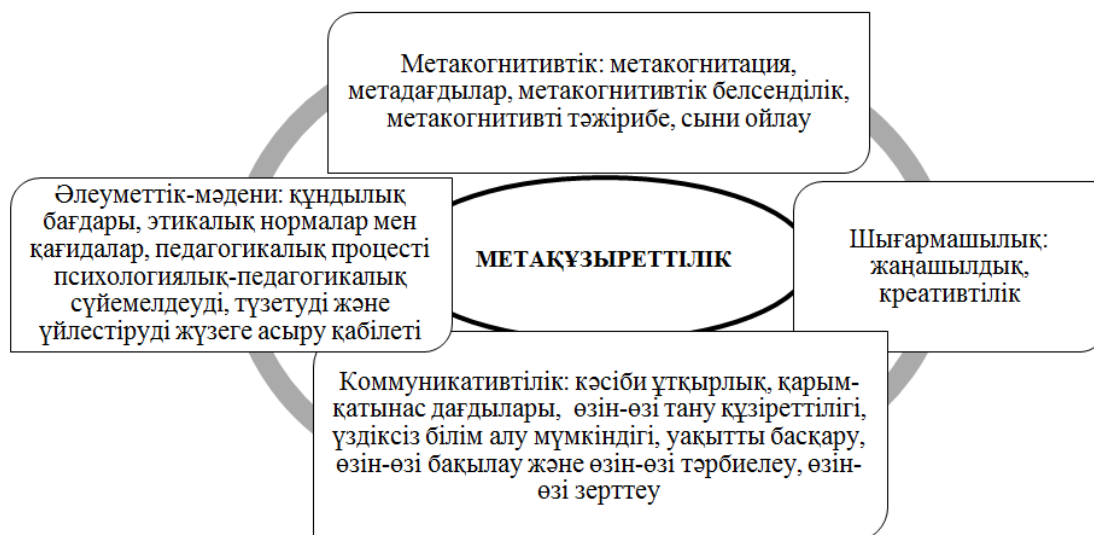 Метакогнитивтік: метакогнитация,
метадағдылар, метакогнитивтік белсенділік,
метакогнитивті тәжірибе, сыни ойлау
Әлеуметтік-мәдени: құндылық
бағдары, этикалық нормалар мен
қағидалар, педагогикалық процесті
психологиялық-педагогикалық
сүйемелдеуді, түзетуді және
үйлестіруді жүзеге асыру қабілеті
МЕТАҚҰЗЫРЕТТІЛІК
Шығармашылық:
жаңашылдық,
креативтілік
Коммуникативтілік: кәсіби ұтқырлық, қарым-
қатынас дағдылары, өзін-өзі тану құзіреттілігі,
үздіксіз білім алу мүмкіндігі, уақытты басқару,
өзін-өзі бақылау және өзін-өзі тәрбиелеу, өзін-
өзі зерттеу